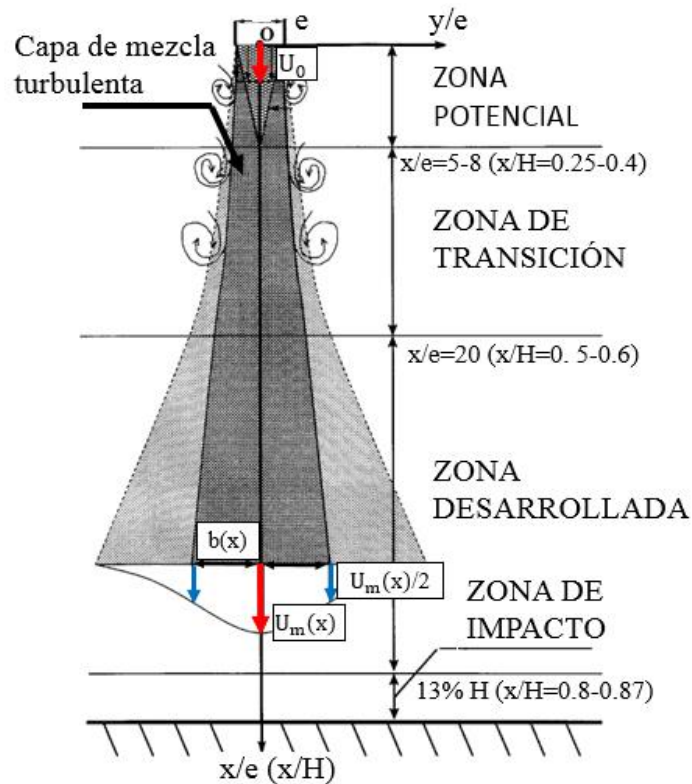 O
e
y/e
Capa de mezcla
turbulenta
U₀
ZONA
POTENCIAL
x/e=5-8 (x/H=0.25-0.4)
ZONA DE
TRANSICIÓN
x/e=20 (x/H=0. 5-0.6)
ZONA
DESARROLLADA
b(x)
Uₘ(x)/2
Uₘ(x)
ZONA DE
IMPACTO
13% H (x/H=0.8-0.87)
x/e (x/H)